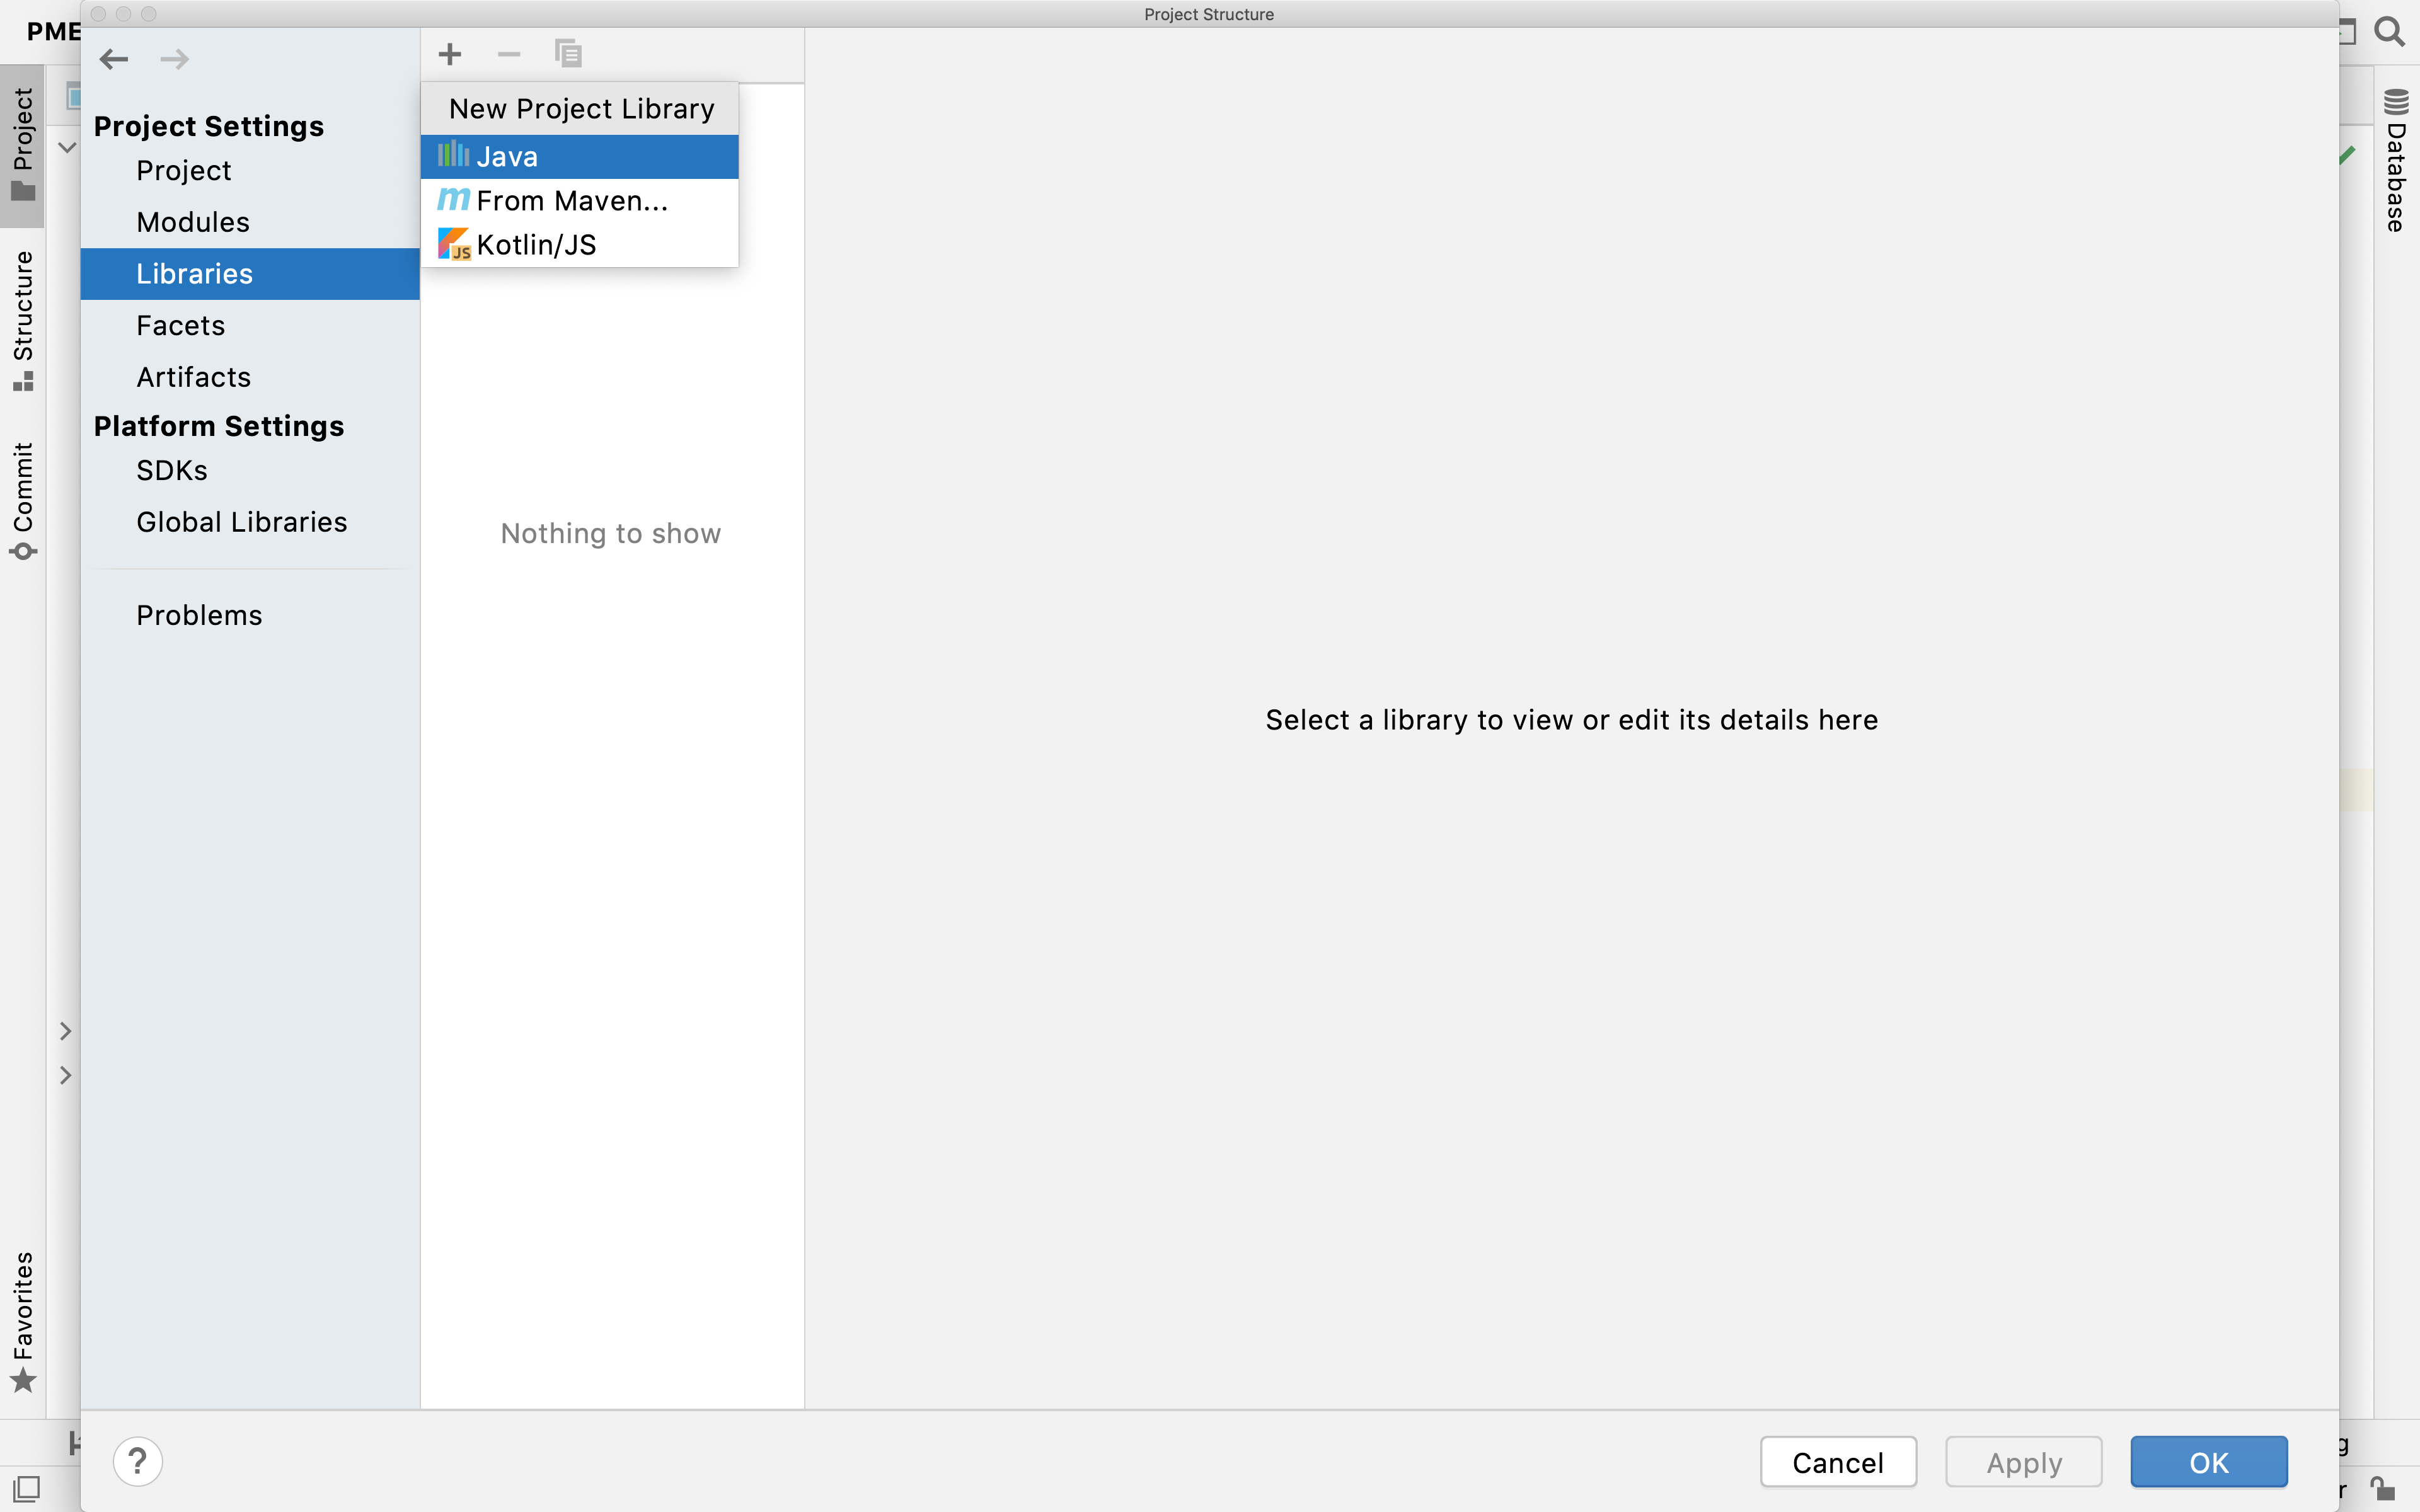 Project Structure
PME
Project
Structure
Commit
Favorites
Database
Project Settings
Project
Modules
Libraries
Facets
Artifacts
Platform Settings
SDKs
Global Libraries
Problems
New Project Library
Java
From Maven...
JS Kotlin/JS
Nothing to show
Select a library to view or edit its details here
?
Cancel
Apply
OK
g
r